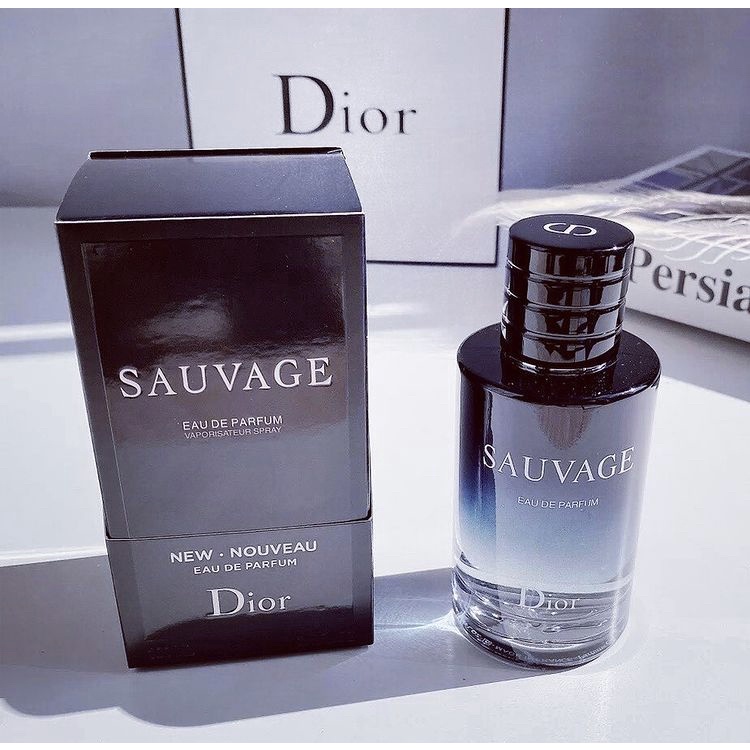 Dior
SAUVAGE
EAU DE PARFUM
VAPORISATEUR SPRAY
NEW · NOUVEAU
EAU DE PARFUM
Dior
CD
SAUVAGE
EAU DE PARFUM
Dior
Persia